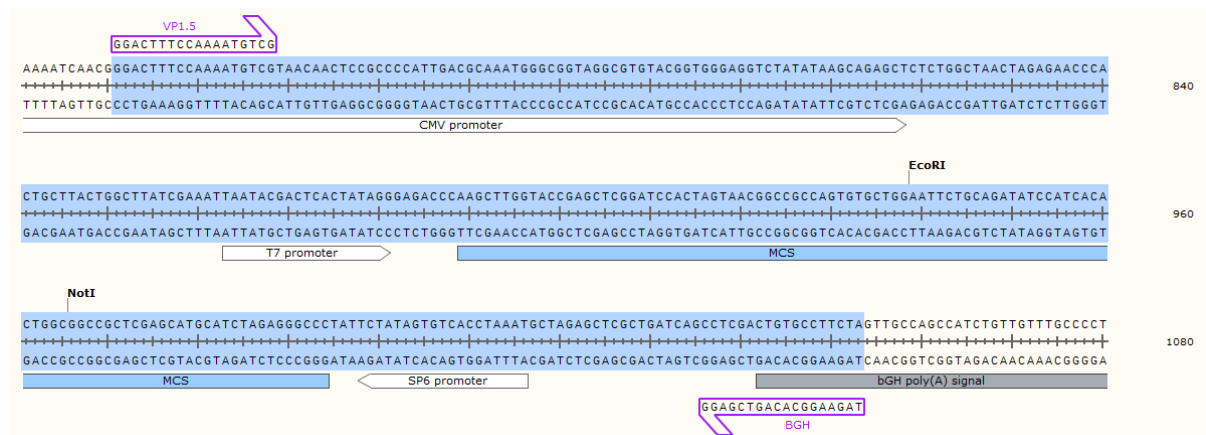 VP1.5
GGACTTTCCAAAATGTCG
AAAATCAACGGGACTTTCCAAAATGTCGTAACAACTCCGCCCCATTGACGCAAATGGGCGGTAGGCGTGTACGGTGGGAGGTCTATATAAGCAGAGCTCTCTGGCTAACTAGAGAACCCA
840
TTTTAGTTGCCCTGAAAGGTTTTACAGCATTGTTGAGGCGGGGTAACTGCGTTTACCCGCCATCCGCACATGCCACCCTCCAGATATATTCGTCTCGAGAGACCGATTGATCTCTTGGGT
CMV promoter
EcoRI
CTGCTTACTGGCTTATCGAAATTAATACGACTCACTATAGGGAGACCCAAGCTTGGTACCGAGCTCGGATCCACTAGTAACGGCCGCCAGTGTGCTGGAATTCTGCAGATATCCATCACA
960
GACGAATGACCGAATAGCTTTAATTATGCTGAGTGATATCCCTCTGGGTTCGAACCATGGCTCGAGCCTAGGTGATCATTGCCGGCGGTCACACGACCTTAAGACGTCTATAGGTAGTGT
T7 promoter MCS
NotI
CTGGCGGCCGCTCGAGCATGCATCTAGAGGGCCCTATTCTATAGTGTCACCTAAATGCTAGAGCTCGCTGATCAGCCTCGACTGTGCCTTCTAGTTGCCAGCCATCTGTTGTTTGCCCCT
1080
GACCGCCGGCGAGCTCGTACGTAGATCTCCCGGGATAAGATATCACAGTGGATTTACGATCTCGAGCGACTAGTCGGAGCTGACACGGAAGATCAACGGTCGGTAGACAACAAACGGGGA
MCS SP6 promoter bGH poly(A) signal
GGAGCTGACACGGAAGAT
BGH